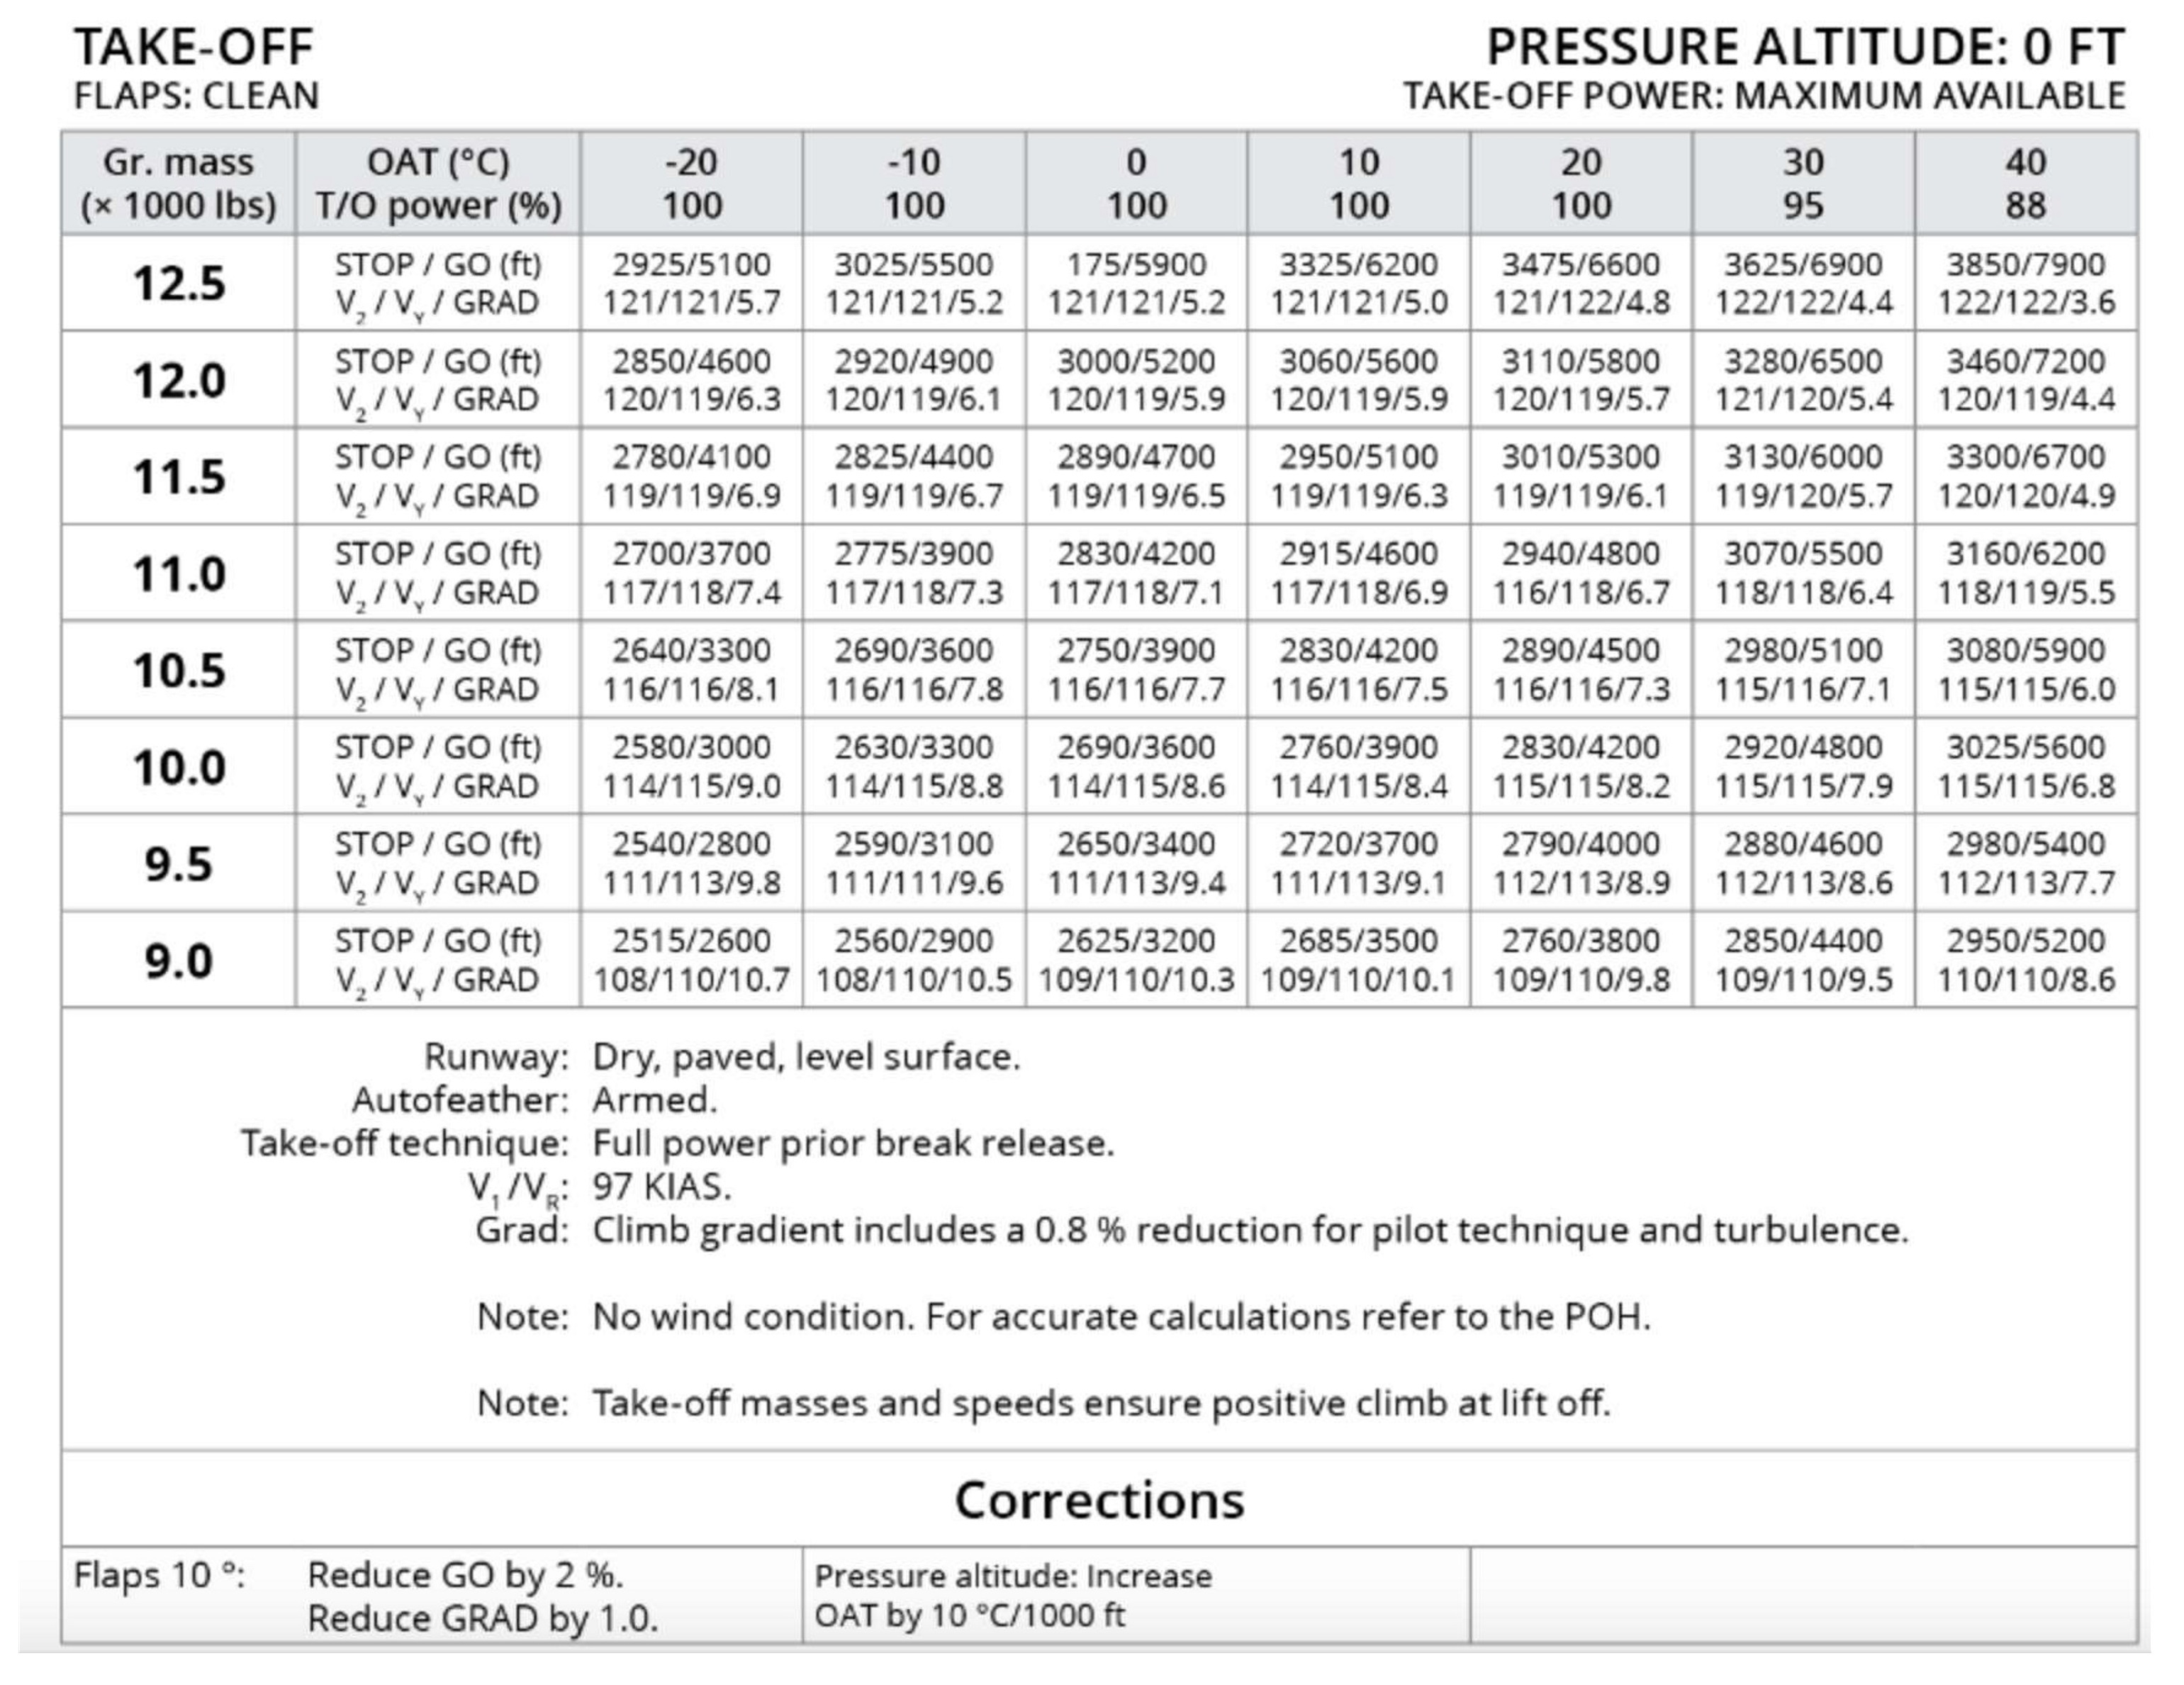 TAKE-OFF
FLAPS: CLEAN
PRESSURE ALTITUDE: 0 FT
TAKE-OFF POWER: MAXIMUM AVAILABLE
Gr. mass (× 1000 lbs) OAT (°C) T/O power (%) -20 100 -10 100 0 100 10 100 20 100 30 95 40 88
12.5 STOP / GO (ft) 2925/5100 3025/5500 175/5900 3325/6200 3475/6600 3625/6900 3850/7900
V₂ / Vᵧ / GRAD 121/121/5.7 121/121/5.2 121/121/5.2 121/121/5.0 121/122/4.8 122/122/4.4 122/122/3.6
12.0 STOP / GO (ft) 2850/4600 2920/4900 3000/5200 3060/5600 3110/5800 3280/6500 3460/7200
V₂ / Vᵧ / GRAD 120/119/6.3 120/119/6.1 120/119/5.9 120/119/5.9 120/119/5.7 121/120/5.4 120/119/4.4
11.5 STOP / GO (ft) 2780/4100 2825/4400 2890/4700 2950/5100 3010/5300 3130/6000 3300/6700
V₂ / Vᵧ / GRAD 119/119/6.9 119/119/6.7 119/119/6.5 119/119/6.3 119/119/6.1 119/120/5.7 120/120/4.9
11.0 STOP / GO (ft) 2700/3700 2775/3900 2830/4200 2915/4600 2940/4800 3070/5500 3160/6200
V₂ / Vᵧ / GRAD 117/118/7.4 117/118/7.3 117/118/7.1 117/118/6.9 116/118/6.7 118/118/6.4 118/119/5.5
10.5 STOP / GO (ft) 2640/3300 2690/3600 2750/3900 2830/4200 2890/4500 2980/5100 3080/5900
V₂ / Vᵧ / GRAD 116/116/8.1 116/116/7.8 116/116/7.7 116/116/7.5 116/116/7.3 115/116/7.1 115/115/6.0
10.0 STOP / GO (ft) 2580/3000 2630/3300 2690/3600 2760/3900 2830/4200 2920/4800 3025/5600
V₂ / Vᵧ / GRAD 114/115/9.0 114/115/8.8 114/115/8.6 114/115/8.4 115/115/8.2 115/115/7.9 115/115/6.8
9.5 STOP / GO (ft) 2540/2800 2590/3100 2650/3400 2720/3700 2790/4000 2880/4600 2980/5400
V₂ / Vᵧ / GRAD 111/113/9.8 111/111/9.6 111/113/9.4 111/113/9.1 112/113/8.9 112/113/8.6 112/113/7.7
9.0 STOP / GO (ft) 2515/2600 2560/2900 2625/3200 2685/3500 2760/3800 2850/4400 2950/5200
V₂ / Vᵧ / GRAD 108/110/10.7 108/110/10.5 109/110/10.3 109/110/10.1 109/110/9.8 109/110/9.5 110/110/8.6
Runway: Dry, paved, level surface.
Autofeather: Armed.
Take-off technique: Full power prior break release.
V₁ /VR: 97 KIAS.
Grad: Climb gradient includes a 0.8 % reduction for pilot technique and turbulence.
Note: No wind condition. For accurate calculations refer to the POH.
Note: Take-off masses and speeds ensure positive climb at lift off.
Corrections
Flaps 10 °: Reduce GO by 2 %.
Reduce GRAD by 1.0.
Pressure altitude: Increase
OAT by 10 °C/1000 ft